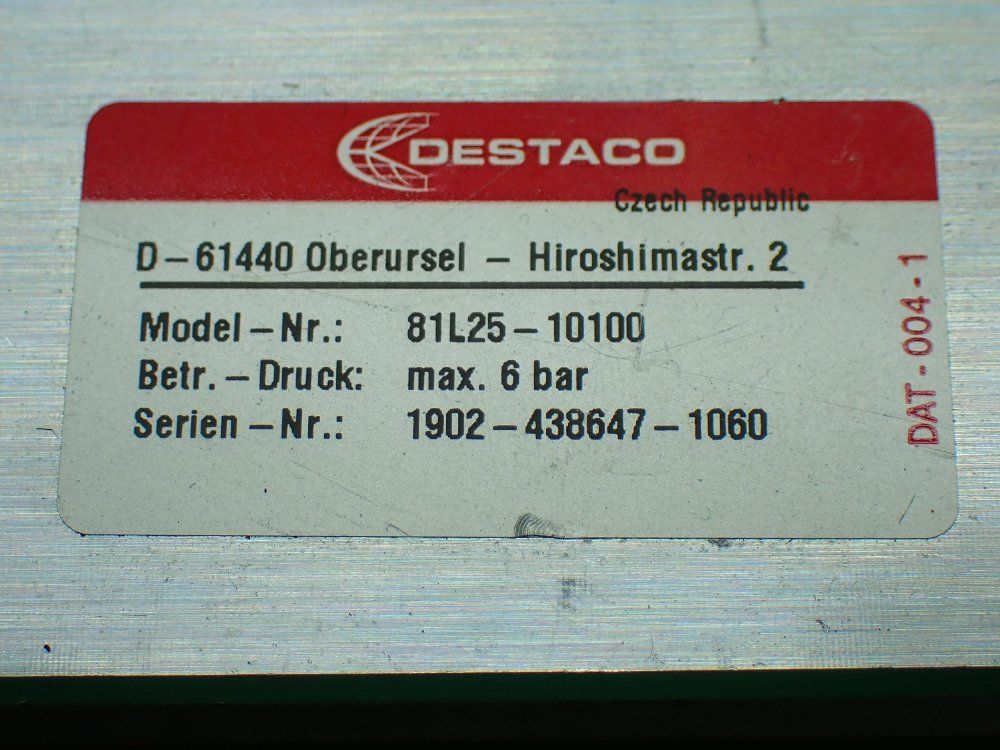 DESTACO
Czech Republic
D-61440 Oberursel - Hiroshimastr. 2
Model-Nr.: 81L25-10100
Betr.-Druck: max. 6 bar
Serien-Nr.: 1902-438647-1060
DAT-004-1